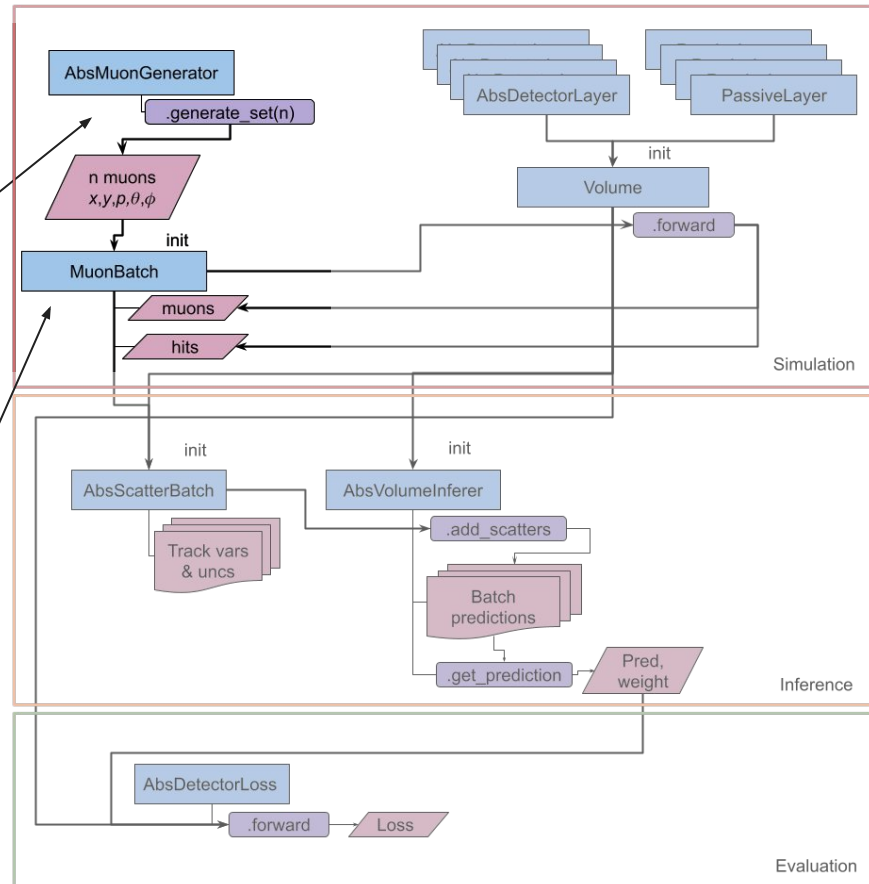 AbsMuonGenerator
.generate_set(n)
n muons
x,y,p,θ,ϕ
init
MuonBatch
muons
hits
AbsDetectorLayer
PassiveLayer
init
Volume
.forward
Simulation
init
init
AbsScatterBatch
AbsVolumeInferer
.add_scatters
Track vars
& uncs
Batch
predictions
.get_prediction
Pred,
weight
Inference
AbsDetectorLoss
.forward
Loss
Evaluation